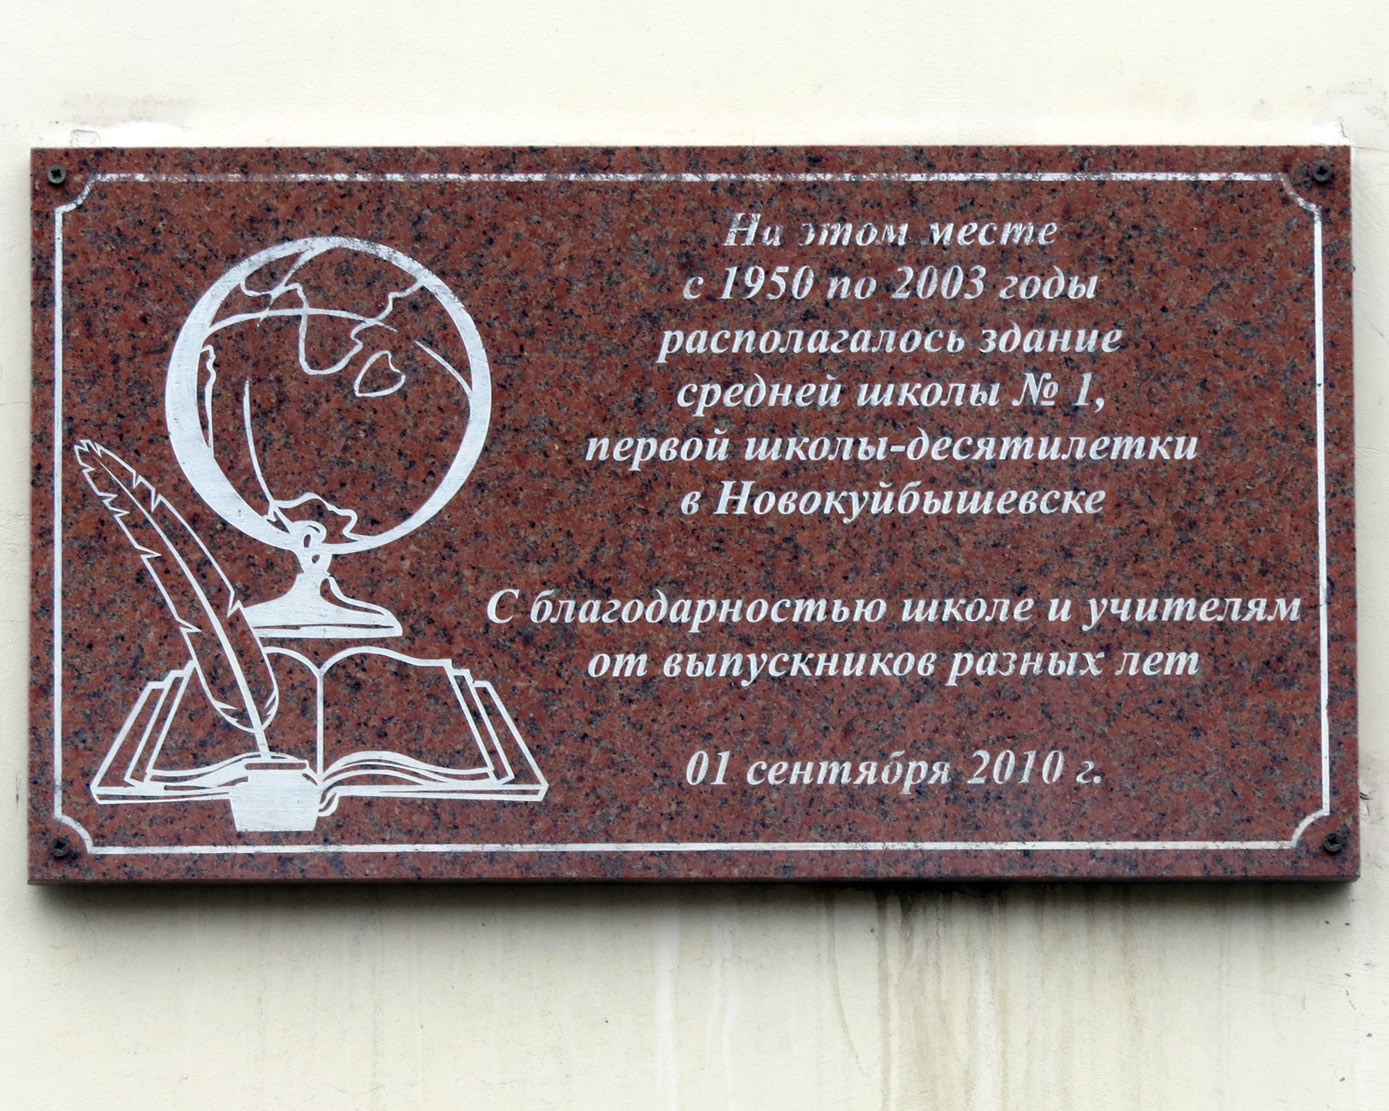 На этом месте
с 1950 по 2003 годы
располагалось здание
средней школы № 1,
первой школы-десятилетки
в Новокуйбышевске
С благодарностью школе и учителям
от выпускников разных лет
01 сентября 2010 г.